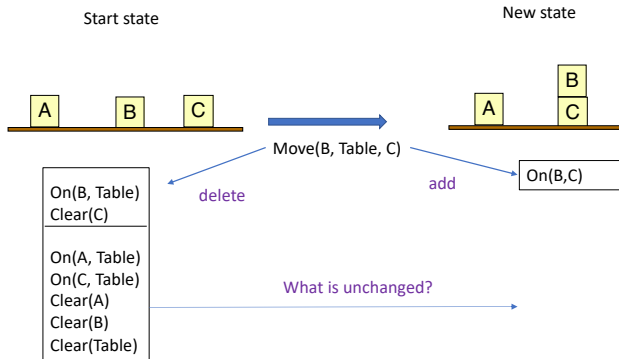 Start state
New state
A
B
C
B
A
C
Move(B, Table, C)
delete
add
On(B,C)
On(B, Table)
Clear(C)
On(A, Table)
On(C, Table)
Clear(A)
Clear(B)
Clear(Table)
What is unchanged?